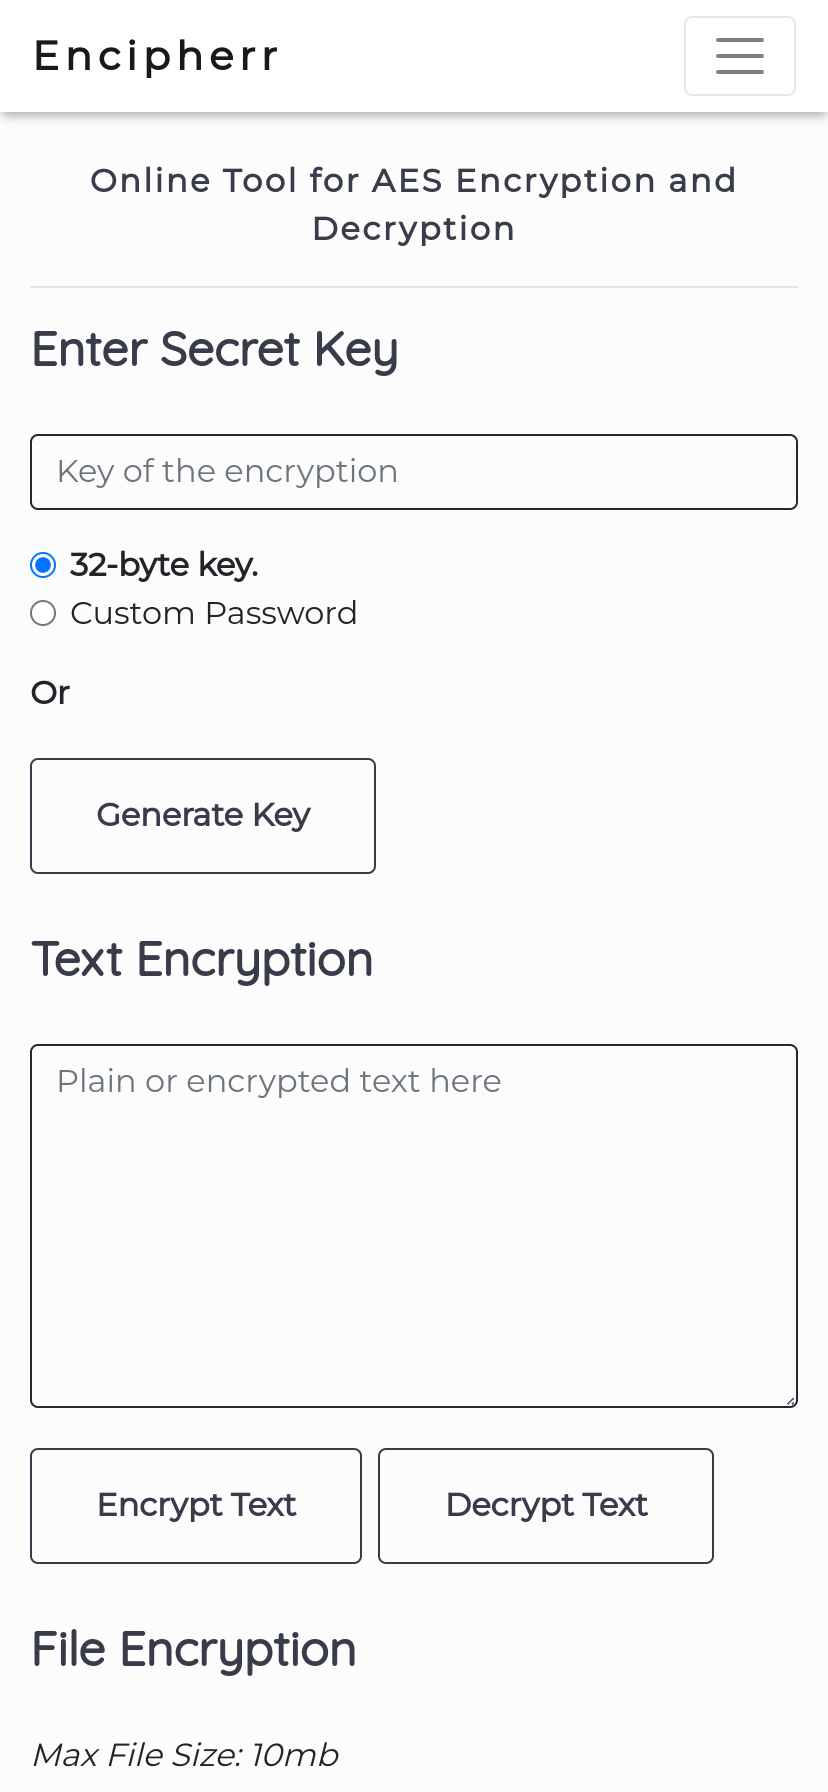 Encipherr
Online Tool for AES Encryption and
Decryption
Enter Secret Key
Key of the encryption
32-byte key.
Custom Password
Or
Generate Key
Text Encryption
Plain or encrypted text here
Encrypt Text
Decrypt Text
File Encryption
Max File Size: 10mb